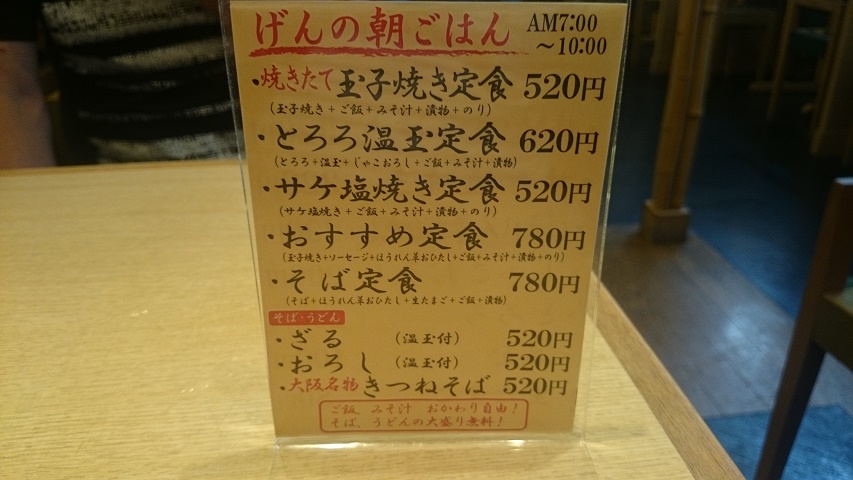 げんの朝ごはん AM7:00
～10:00
・焼きたて玉子焼き定食 520円
(玉子焼き+ご飯+みそ汁+漬物+のり)
・とろろ温玉定食 620円
(とろろ+温玉+じゃこおろし+ご飯+みそ汁+漬物)
・サケ塩焼き定食 520円
(サケ塩焼き+ご飯+みそ汁+漬物+のり)
・おすすめ定食 780円
(玉子焼き+ソーセージ+ほうれん草おひたし+ご飯+みそ汁+漬物+のり)
・そば定食 780円
(そば+ほうれん草おひたし+生たまご+ご飯+漬物)
そば・うどん
・ざる (温玉付) 520円
・おろし (温玉付) 520円
・大阪名物きつねそば 520円
ご飯、みそ汁 おかわり自由!
そば、うどんの大盛り無料!